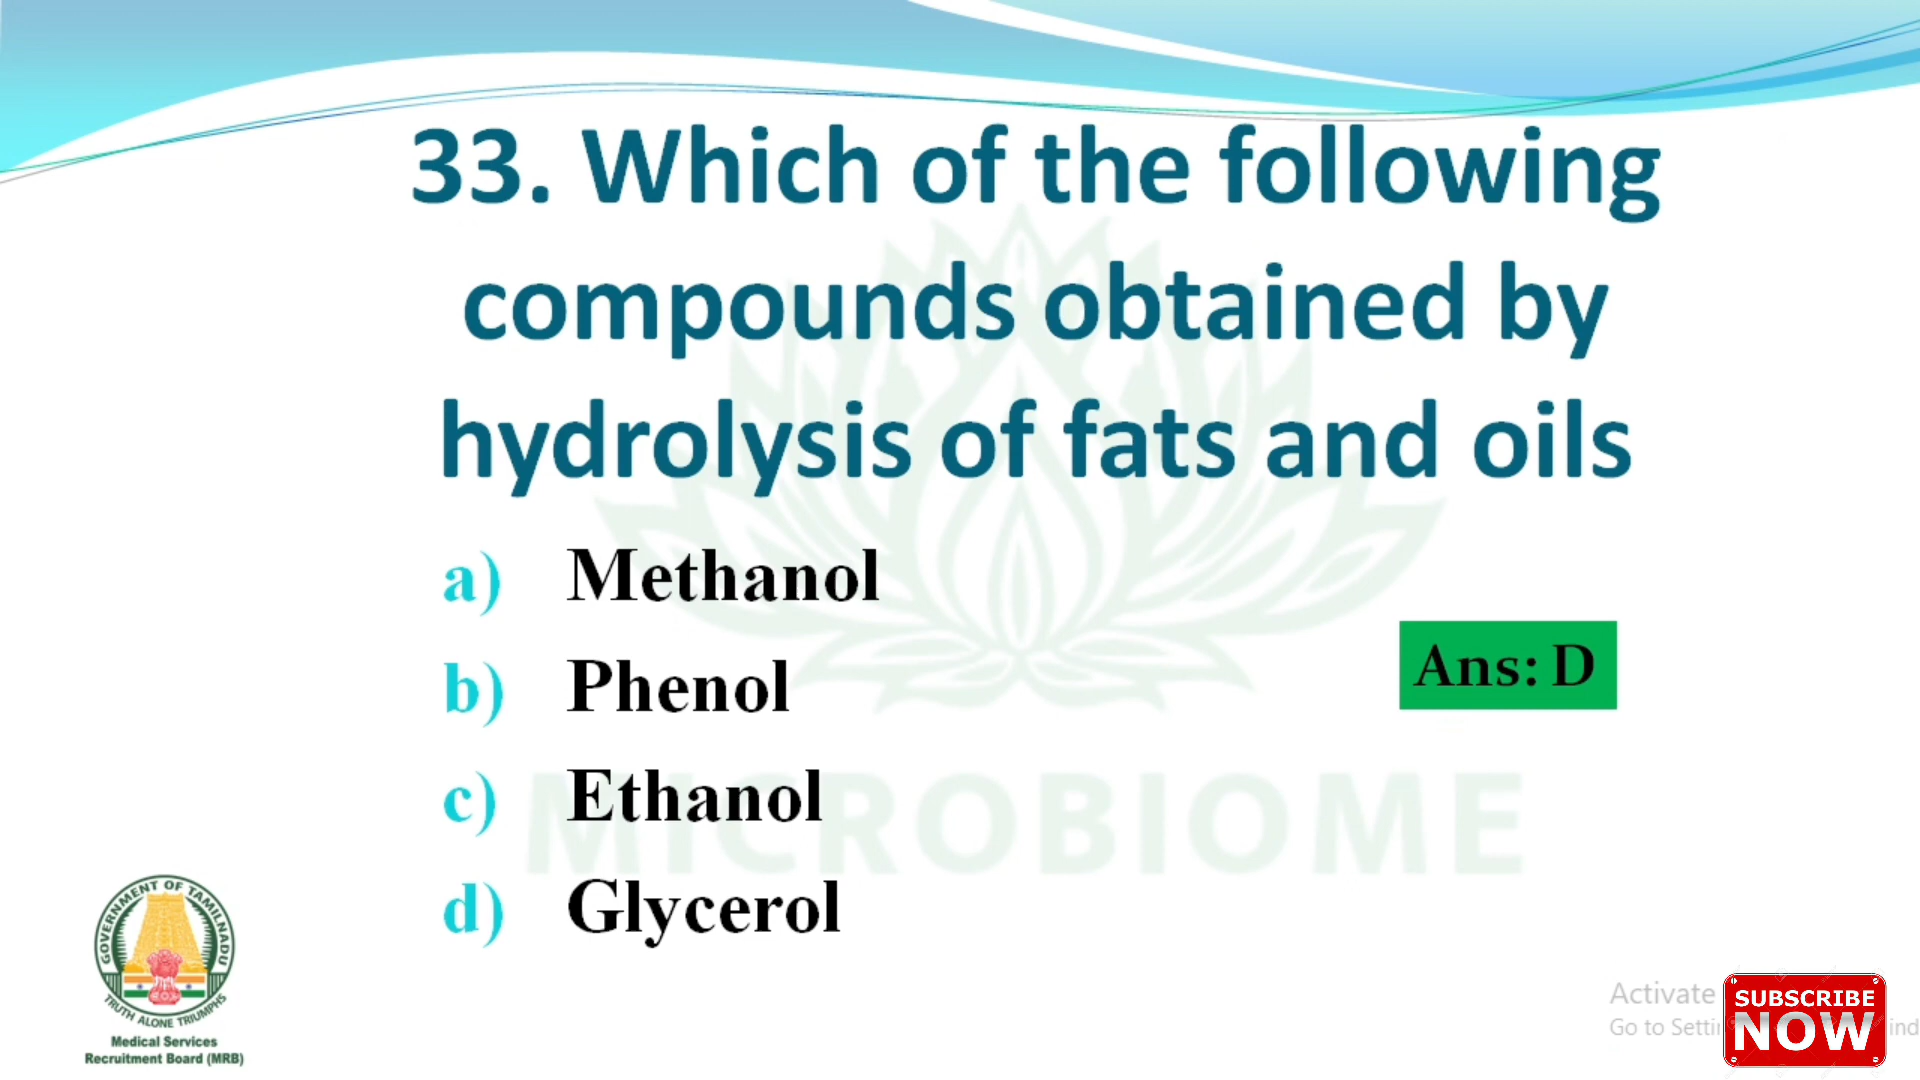 33. Which of the following
compounds obtained by
hydrolysis of fats and oils
a) Methanol
b) Phenol
Ans: D
c) Ethanol
MICROBIOME
d) Glycerol
GOVERNMENT OF TAMILNADU
TRUTH ALONE TRIUMPHS
Medical Services
Recruitment Board (MRB)
Activate
Go to
SUBSCRIBE
NOW